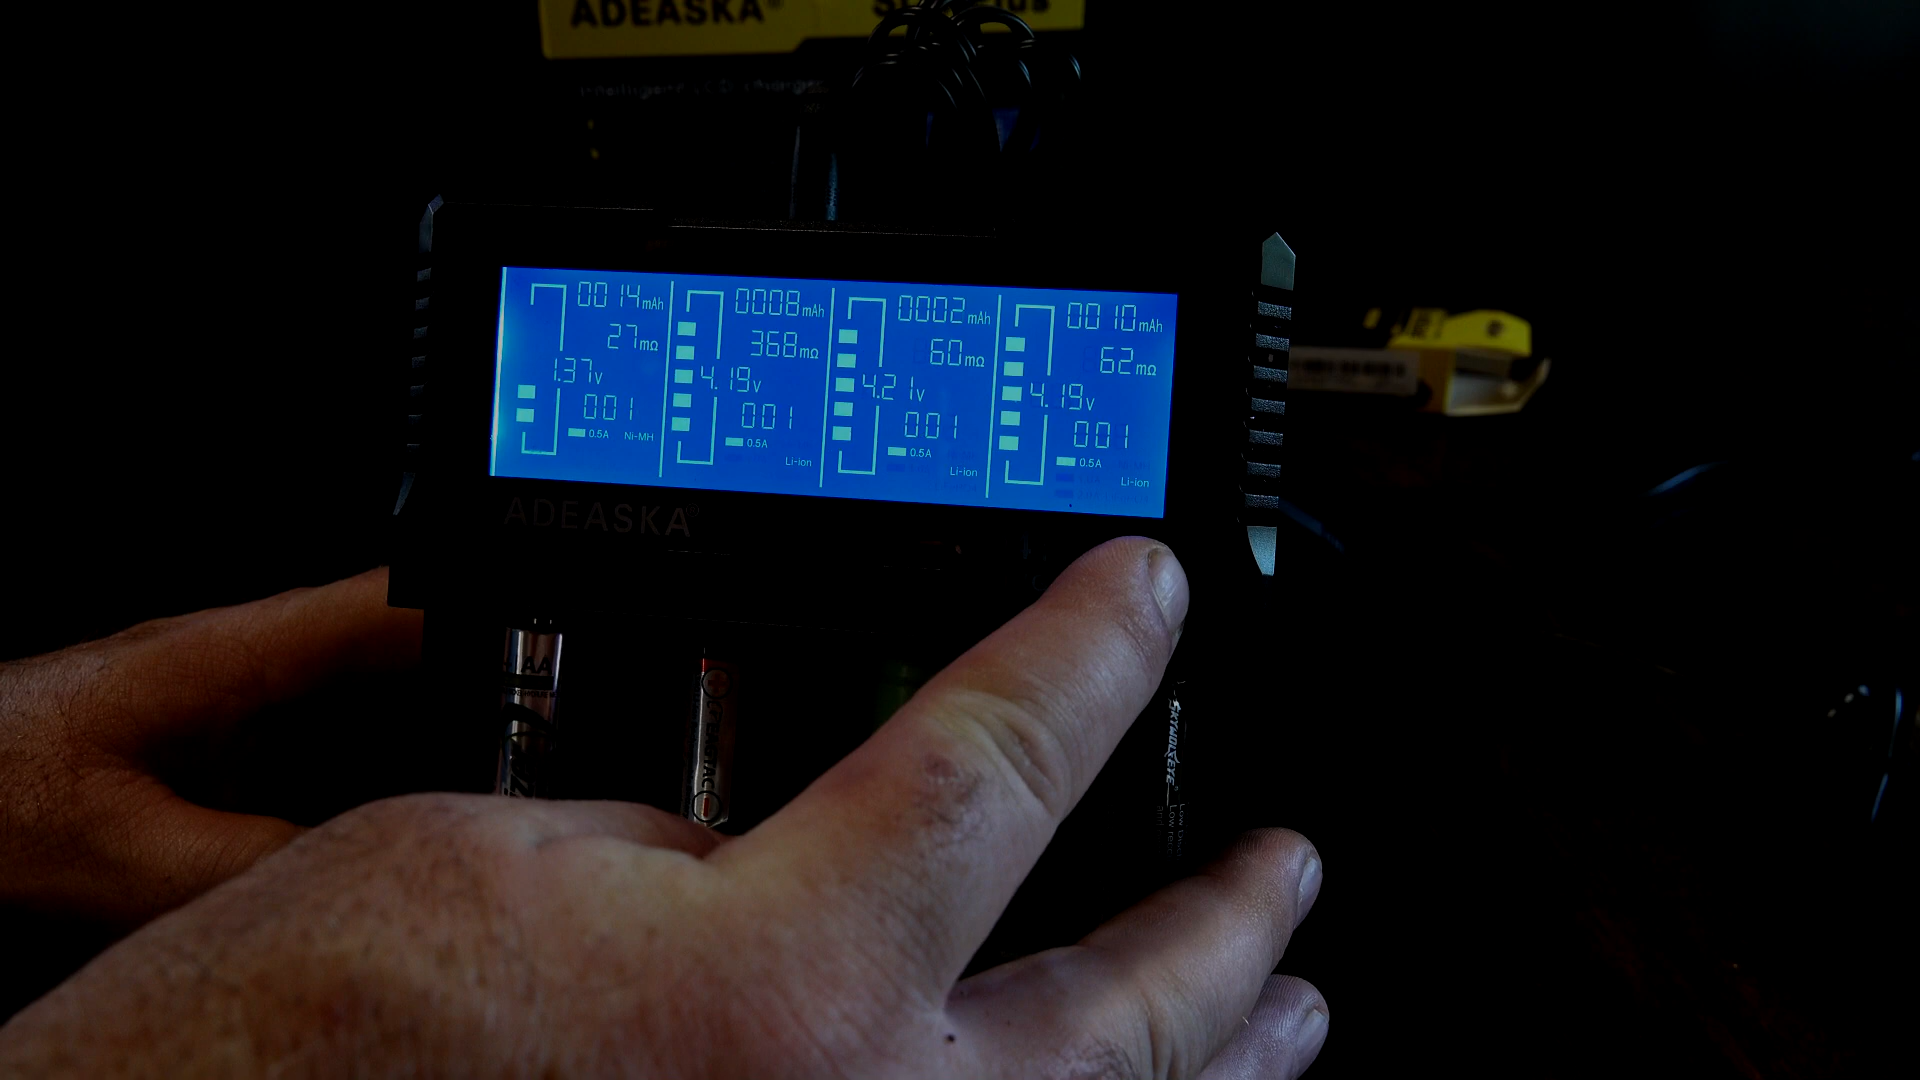 ADEASKA®
Plus
0014mAh
27mΩ
1.37v
001
0.5A Ni-MH
0008mAh
368mΩ
4.19v
001
0.5A
Li-ion
0002mAh
60mΩ
4.21v
001
0.5A
Li-ion
0010mAh
62mΩ
4.19v
001
0.5A
Li-ion
ADEASKA®
AA
SKYWOLFEYE®